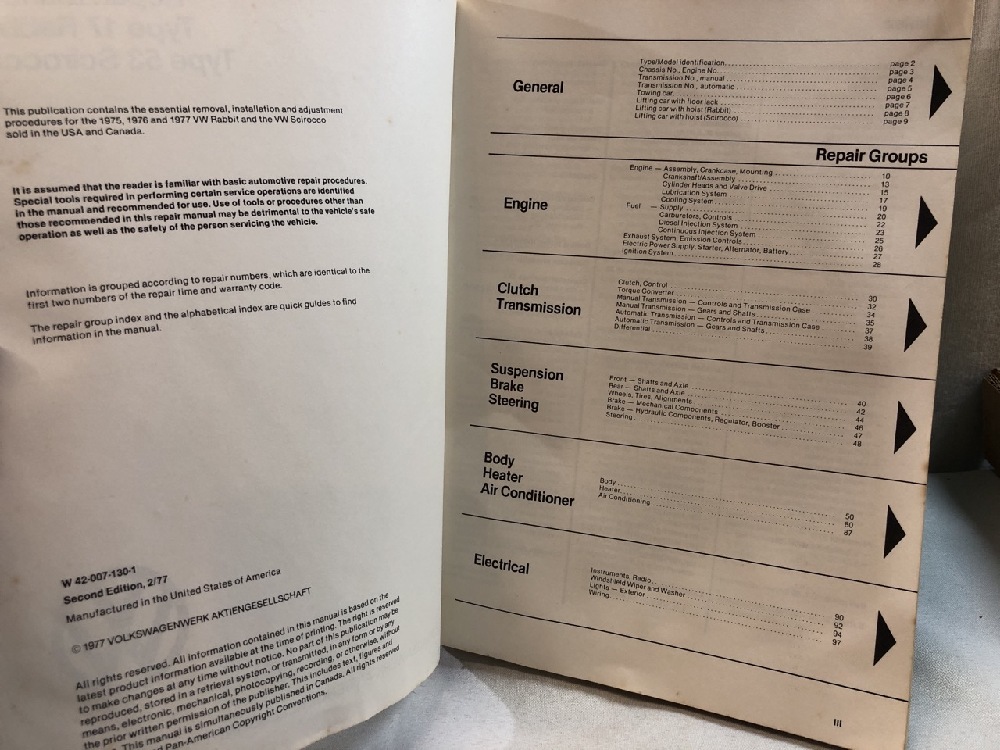 This publication contains the essential removal, installation and adjustment
procedures for the 1975, 1976 and 1977 VW Rabbit and the VW Scirocco
sold in the USA and Canada.
It is assumed that the reader is familiar with basic automotive repair procedures.
Special tools required in performing certain service operations are identified
in the manual and recommended for use. Use of tools or procedures other than
those recommended in this repair manual may be detrimental to the vehicle's safe
operation as well as the safety of the person servicing the vehicle.
Information is grouped according to repair numbers, which are identical to the
first two numbers of the repair time and warranty code.
The repair group index and the alphabetical index are quick guides to find
information in the manual.
W 42-007-130-1
Second Edition, 2/77
Manufactured in the United States of America
© 1977 VOLKSWAGENWERK AKTIENGESELLSCHAFT
All rights reserved. All information contained in this manual is based on the
latest product information available at the time of printing. The right is reserved
to make changes at any time without notice. No part of this publication may be
reproduced, stored in a retrieval system, or transmitted, in any form or by any
means, electronic, mechanical, photocopying, recording, or otherwise, without
the prior written permission of the publisher. This includes text, figures and
This manual is simultaneously published in Canada. All rights reserved
Pan-American Copyright Conventions.
General
Type/Model Identification page 2
Chassis No., Engine No. page 3
Transmission No., manual page 4
Transmission No., automatic page 5
Towing car page 6
Lifting car with floor jack page 7
Lifting car with hoist (Rabbit) page 8
Lifting car with hoist (Scirocco) page 9
Repair Groups
Engine
Engine — Assembly, Crankcase, Mounting 10
Crankshaft/Assembly 13
Cylinder Heads and Valve Drive 15
Lubrication System 17
Cooling System 19
Fuel — Supply 20
Carburetors, Controls 22
Diesel Injection System 23
Continuous Injection System 25
Exhaust System, Emission Controls 26
Electric Power Supply, Starter, Alternator, Battery 27
Ignition System 28
Clutch
Transmission
Clutch, Control 30
Torque Converter 32
Manual Transmission — Controls and Transmission Case 34
Manual Transmission — Gears and Shafts 35
Automatic Transmission — Controls and Transmission Case 37
Automatic Transmission — Gears and Shafts 38
Differential 39
Suspension
Brake
Steering
Front — Shafts and Axle 40
Rear — Shafts and Axle 42
Wheels, Tires, Alignments 44
Brake — Mechanical Components 46
Brake — Hydraulic Components, Regulator, Booster 47
Steering 48
Body
Heater
Air Conditioner
Body 50
Heater 80
Air Conditioning 87
Electrical
Instruments, Radio 90
Windshield Wiper and Washer 92
Lights — Exterior 94
Wiring 97
III